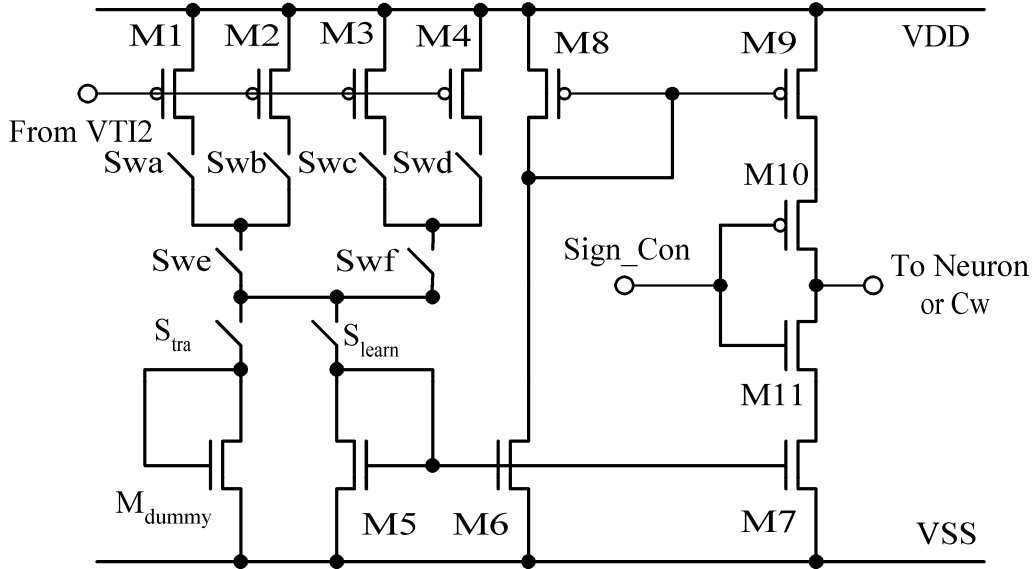 M1 M2 M3 M4 M8 M9 VDD
From VTI2
Swa Swb Swc Swd
M10
Swe Swf Sign_Con To Neuron
or Cw
Stra Slearn
M11
Mdummy M5 M6 M7 VSS